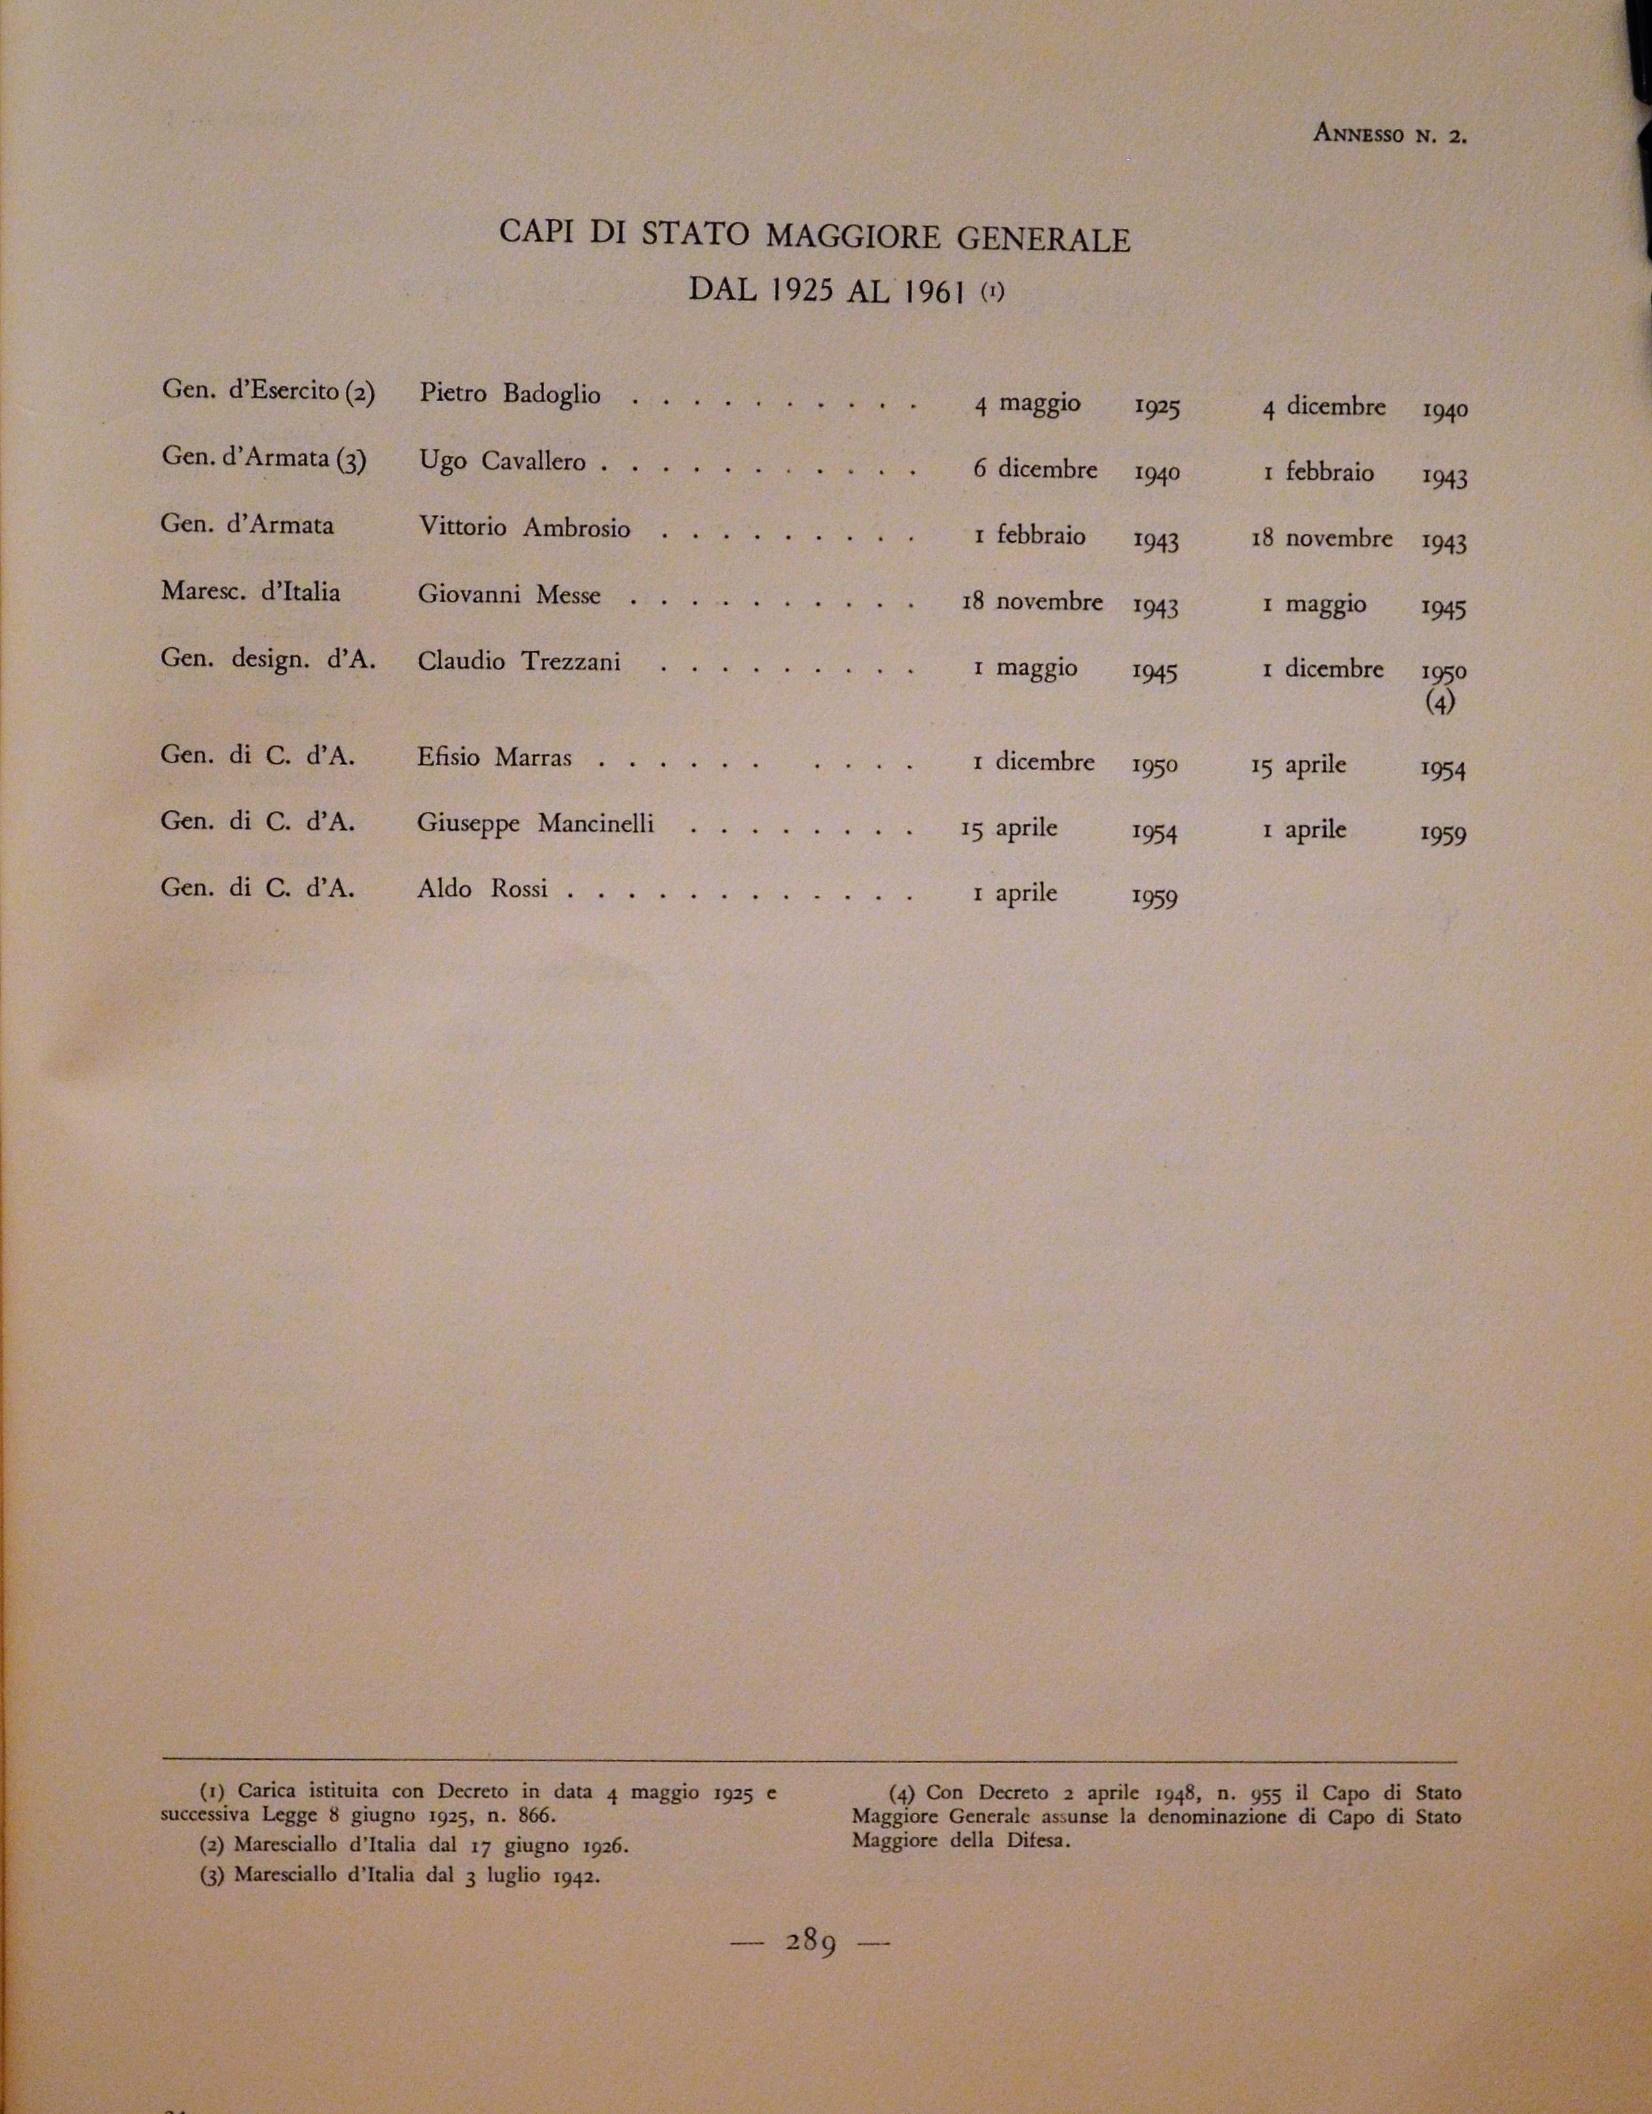 ANNESSO N. 2.
CAPI DI STATO MAGGIORE GENERALE
DAL 1925 AL 1961 (1)
Gen. d'Esercito (2) Pietro Badoglio . . . . . . . . . . 4 maggio 1925 4 dicembre 1940
Gen. d'Armata (3) Ugo Cavallero . . . . . . . . . . . 6 dicembre 1940 1 febbraio 1943
Gen. d'Armata Vittorio Ambrosio . . . . . . . . . 1 febbraio 1943 18 novembre 1943
Maresc. d'Italia Giovanni Messe . . . . . . . . . . 18 novembre 1943 1 maggio 1945
Gen. design. d'A. Claudio Trezzani . . . . . . . . . 1 maggio 1945 1 dicembre 1950
(4)
Gen. di C. d'A. Efisio Marras . . . . . . . . . . 1 dicembre 1950 15 aprile 1954
Gen. di C. d'A. Giuseppe Mancinelli . . . . . . . . 15 aprile 1954 1 aprile 1959
Gen. di C. d'A. Aldo Rossi . . . . . . . . . . . . 1 aprile 1959
(1) Carica istituita con Decreto in data 4 maggio 1925 e
successiva Legge 8 giugno 1925, n. 866.
(2) Maresciallo d'Italia dal 17 giugno 1926.
(3) Maresciallo d'Italia dal 3 luglio 1942.
(4) Con Decreto 2 aprile 1948, n. 955 il Capo di Stato
Maggiore Generale assunse la denominazione di Capo di Stato
Maggiore della Difesa.
— 289 —